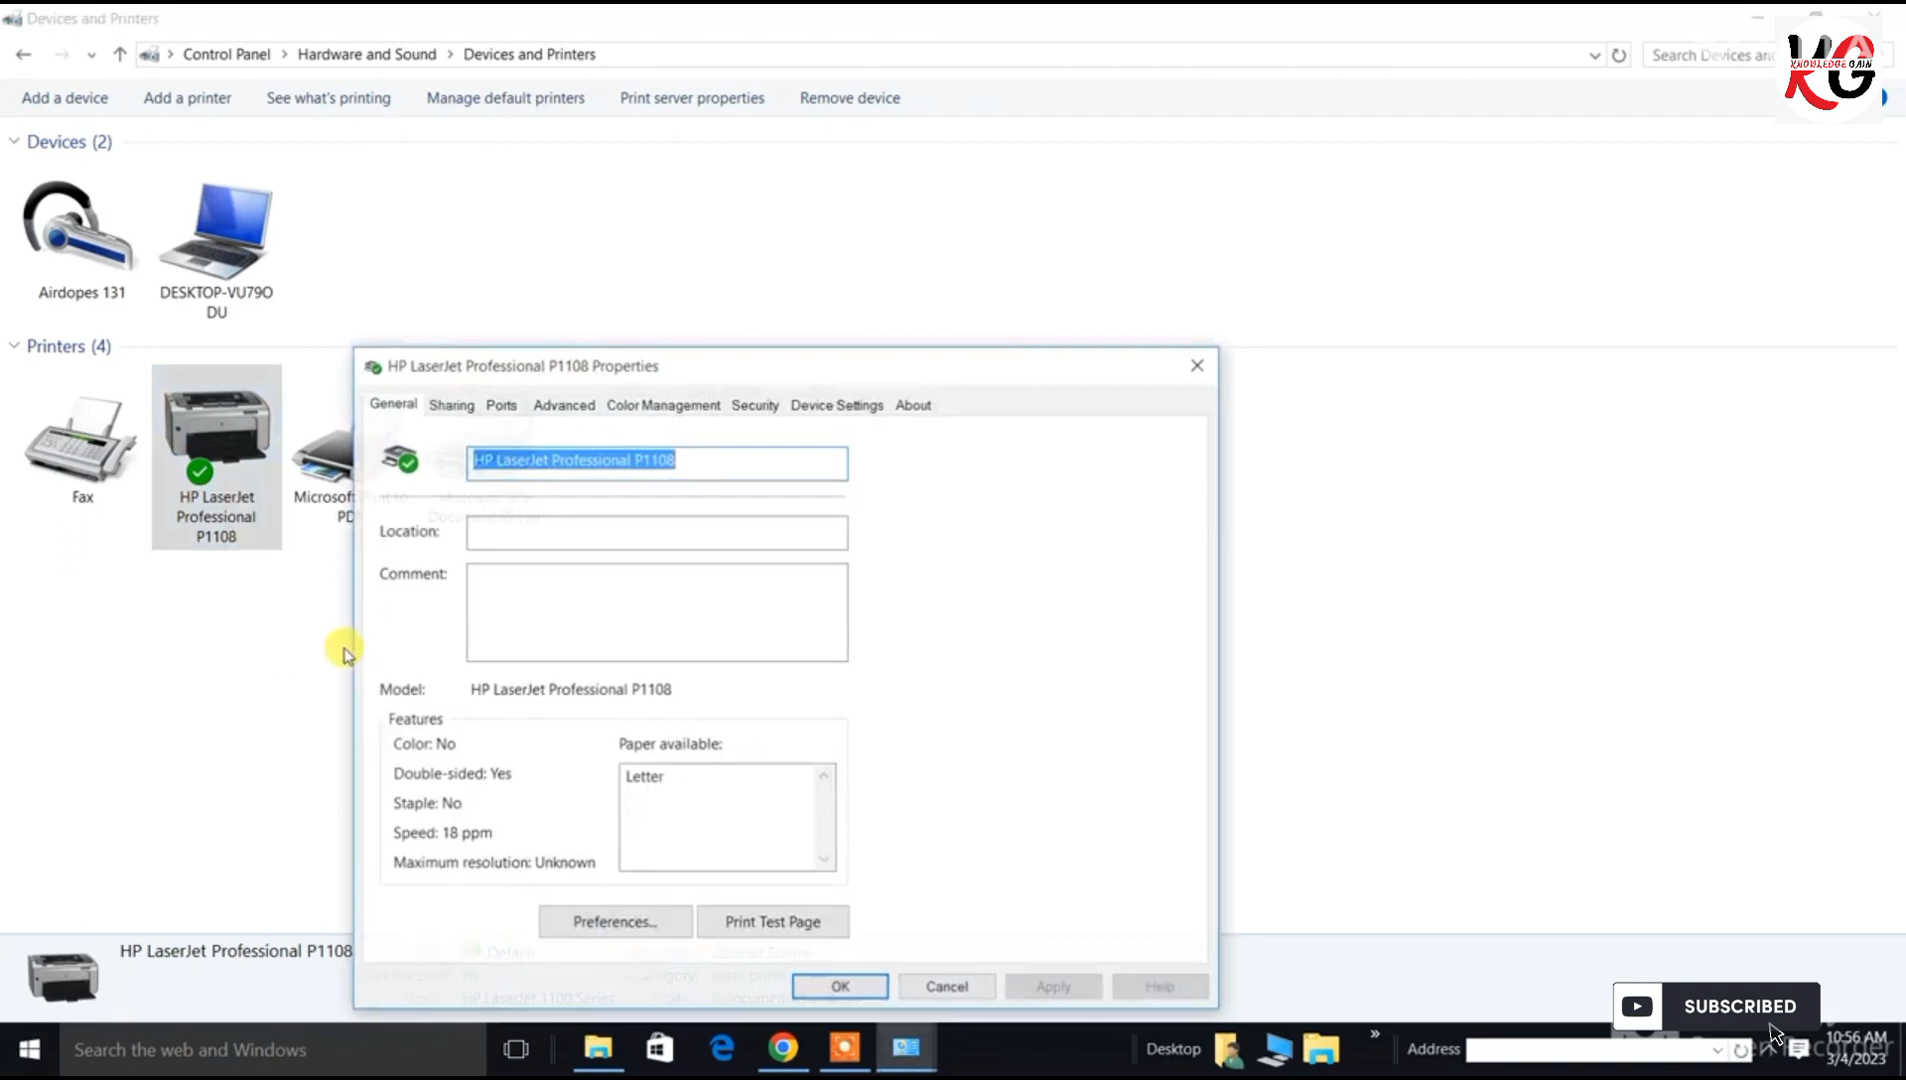 Devices and Printers
Control Panel > Hardware and Sound > Devices and Printers
Search Devices an
KNOWLEDGE GAIN
Add a device Add a printer See what's printing Manage default printers Print server properties Remove device
Devices (2)
Airdopes 131
DESKTOP-VU79O
DU
Printers (4)
Fax
HP LaserJet
Professional
P1108
Microsoft
PD
HP LaserJet Professional P1108 Properties
General Sharing Ports Advanced Color Management Security Device Settings About
HP LaserJet Professional P1108
Location:
Comment:
Model: HP LaserJet Professional P1108
Features
Color: No
Double-sided: Yes
Staple: No
Speed: 18 ppm
Maximum resolution: Unknown
Paper available:
Letter
Preferences... Print Test Page
OK Cancel Apply Help
HP LaserJet Professional P1108
SUBSCRIBED
Search the web and Windows
Desktop
Address
10:56 AM
3/4/2023